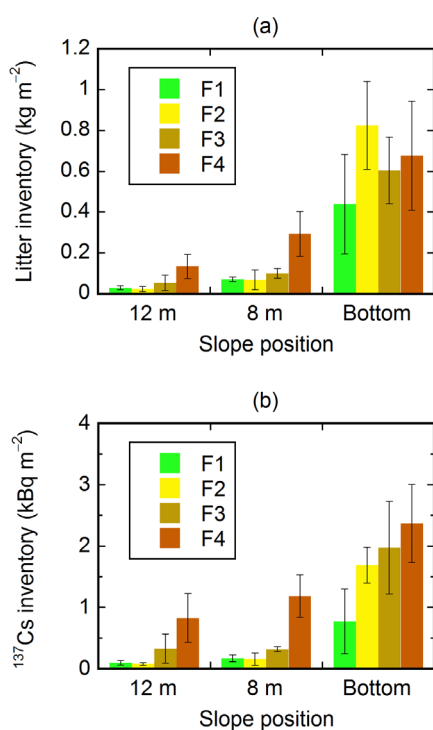 (a)
1.2
1
0.8
0.6
0.4
0.2
0
Litter inventory (kg m⁻²)
F1
F2
F3
F4
12 m 8 m Bottom
Slope position
(b)
4
3
2
1
0
¹³⁷Cs inventory (kBq m⁻²)
F1
F2
F3
F4
12 m 8 m Bottom
Slope position